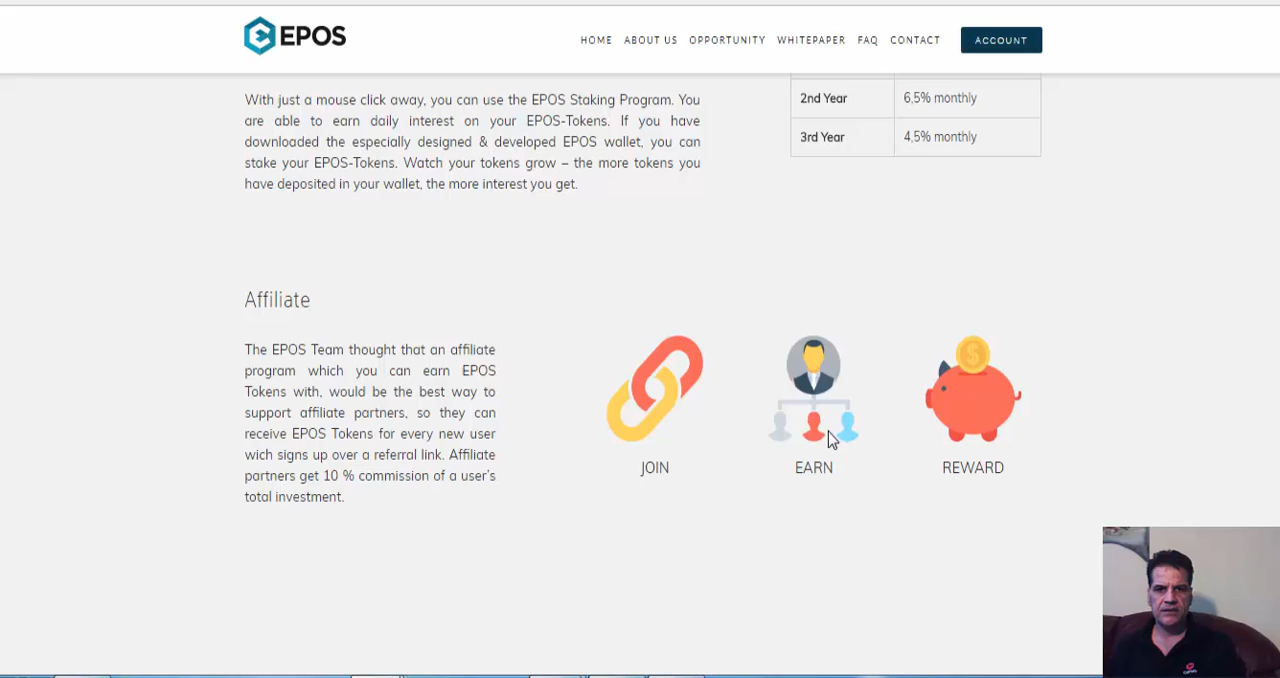 EPOS
HOME ABOUT US OPPORTUNITY WHITEPAPER FAQ CONTACT ACCOUNT
With just a mouse click away, you can use the EPOS Staking Program. You
are able to earn daily interest on your EPOS-Tokens. If you have
downloaded the especially designed & developed EPOS wallet, you can
stake your EPOS-Tokens. Watch your tokens grow – the more tokens you
have deposited in your wallet, the more interest you get.
2nd Year 6,5% monthly
3rd Year 4,5% monthly
Affiliate
The EPOS Team thought that an affiliate
program which you can earn EPOS
Tokens with, would be the best way to
support affiliate partners, so they can
receive EPOS Tokens for every new user
wich signs up over a referral link. Affiliate
partners get 10 % commission of a user's
total investment.
JOIN EARN REWARD